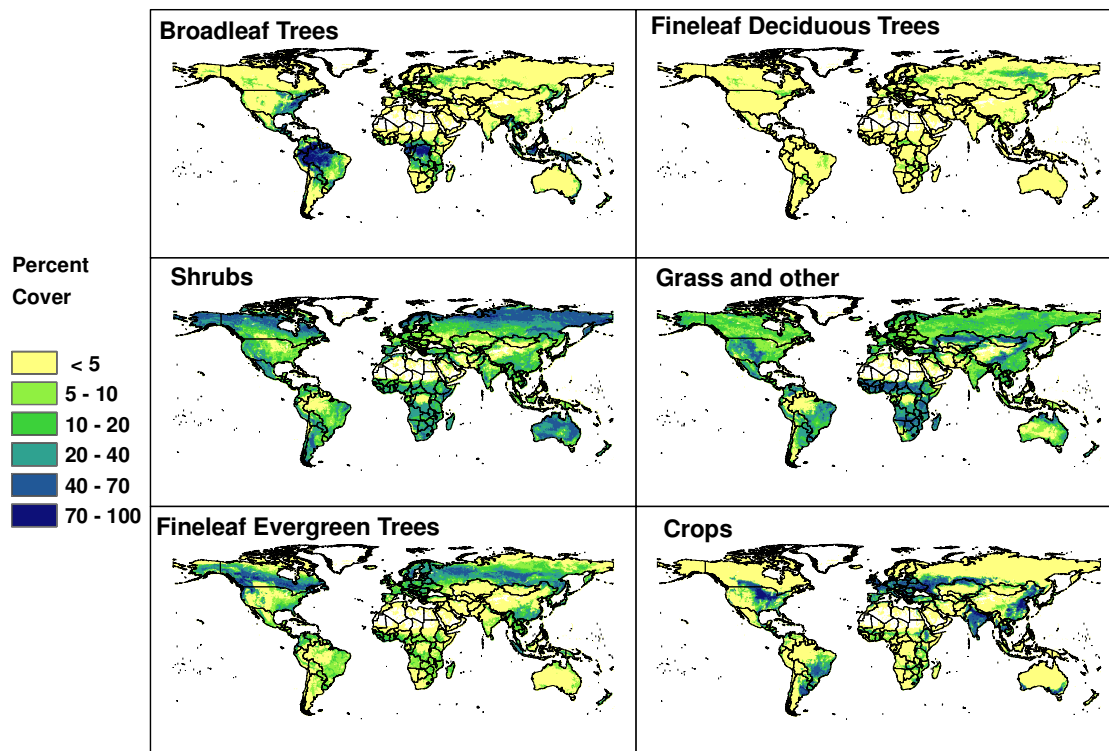 Broadleaf Trees
Fineleaf Deciduous Trees
Shrubs
Grass and other
Fineleaf Evergreen Trees
Crops
Percent
Cover
< 5
5 - 10
10 - 20
20 - 40
40 - 70
70 - 100